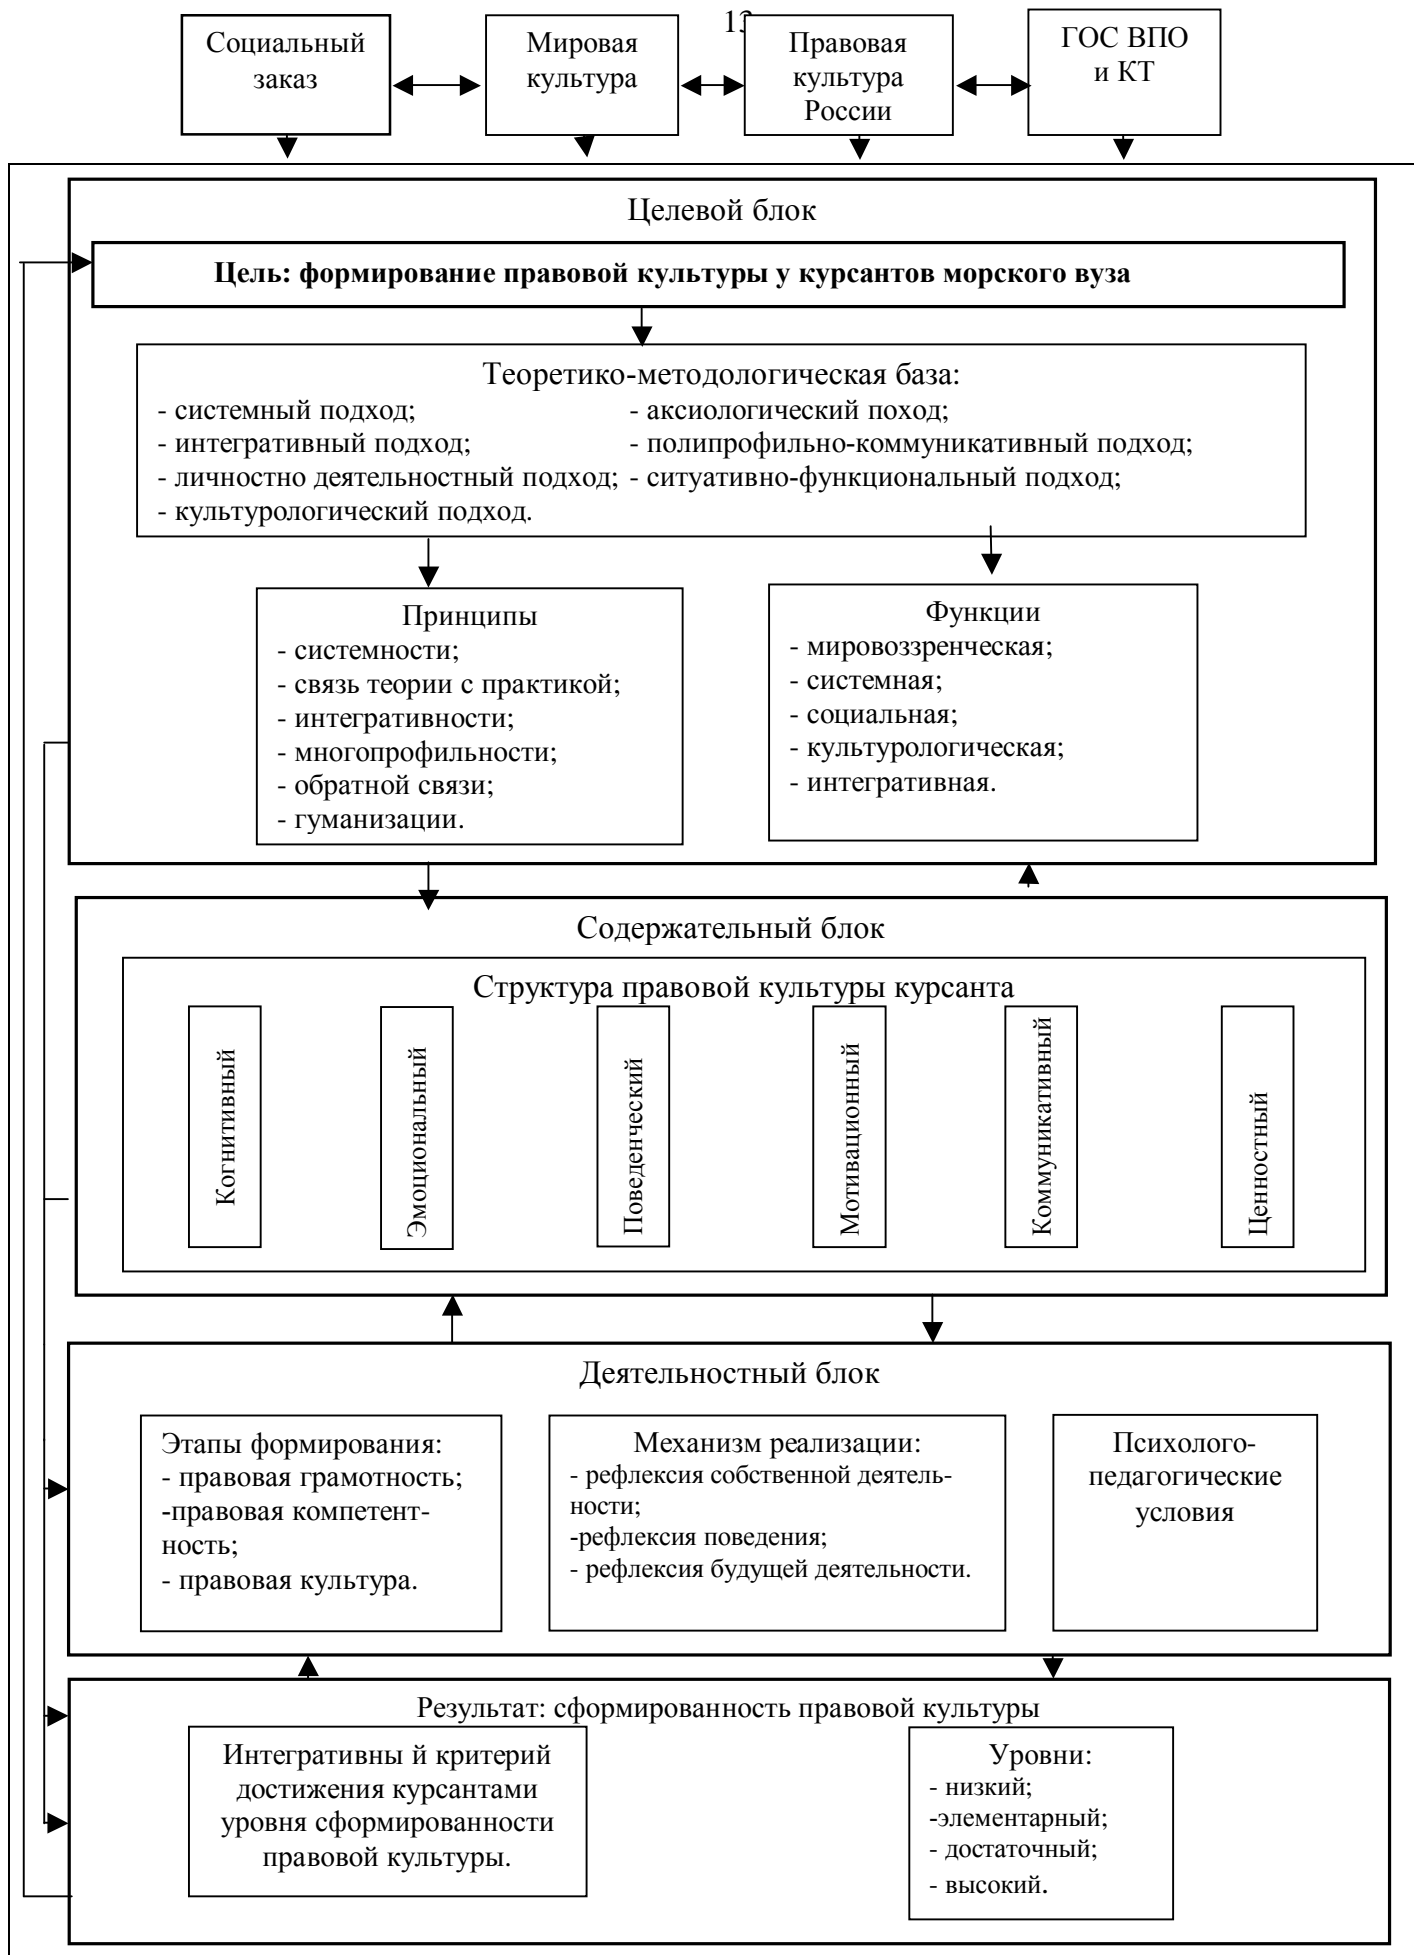 13
Социальный
заказ
Мировая
культура
Правовая
культура
России
ГОС ВПО
и КТ
Целевой блок
Цель: формирование правовой культуры у курсантов морского вуза
Теоретико-методологическая база:
- системный подход;
- интегративный подход;
- личностно деятельностный подход;
- культурологический подход.
- аксиологический поход;
- полипрофильно-коммуникативный подход;
- ситуативно-функциональный подход;
Принципы
- системности;
- связь теории с практикой;
- интегративности;
- многопрофильности;
- обратной связи;
- гуманизации.
Функции
- мировоззренческая;
- системная;
- социальная;
- культурологическая;
- интегративная.
Содержательный блок
Структура правовой культуры курсанта
Когнитивный
Эмоциональный
Поведенческий
Мотивационный
Коммуникативный
Ценностный
Деятельностный блок
Этапы формирования:
- правовая грамотность;
-правовая компетент-
ность;
- правовая культура.
Механизм реализации:
- рефлексия собственной деятель-
ности;
-рефлексия поведения;
- рефлексия будущей деятельности.
Психолого-
педагогические
условия
Результат: сформированность правовой культуры
Интегративны й критерий
достижения курсантами
уровня сформированности
правовой культуры.
Уровни:
- низкий;
-элементарный;
- достаточный;
- высокий.